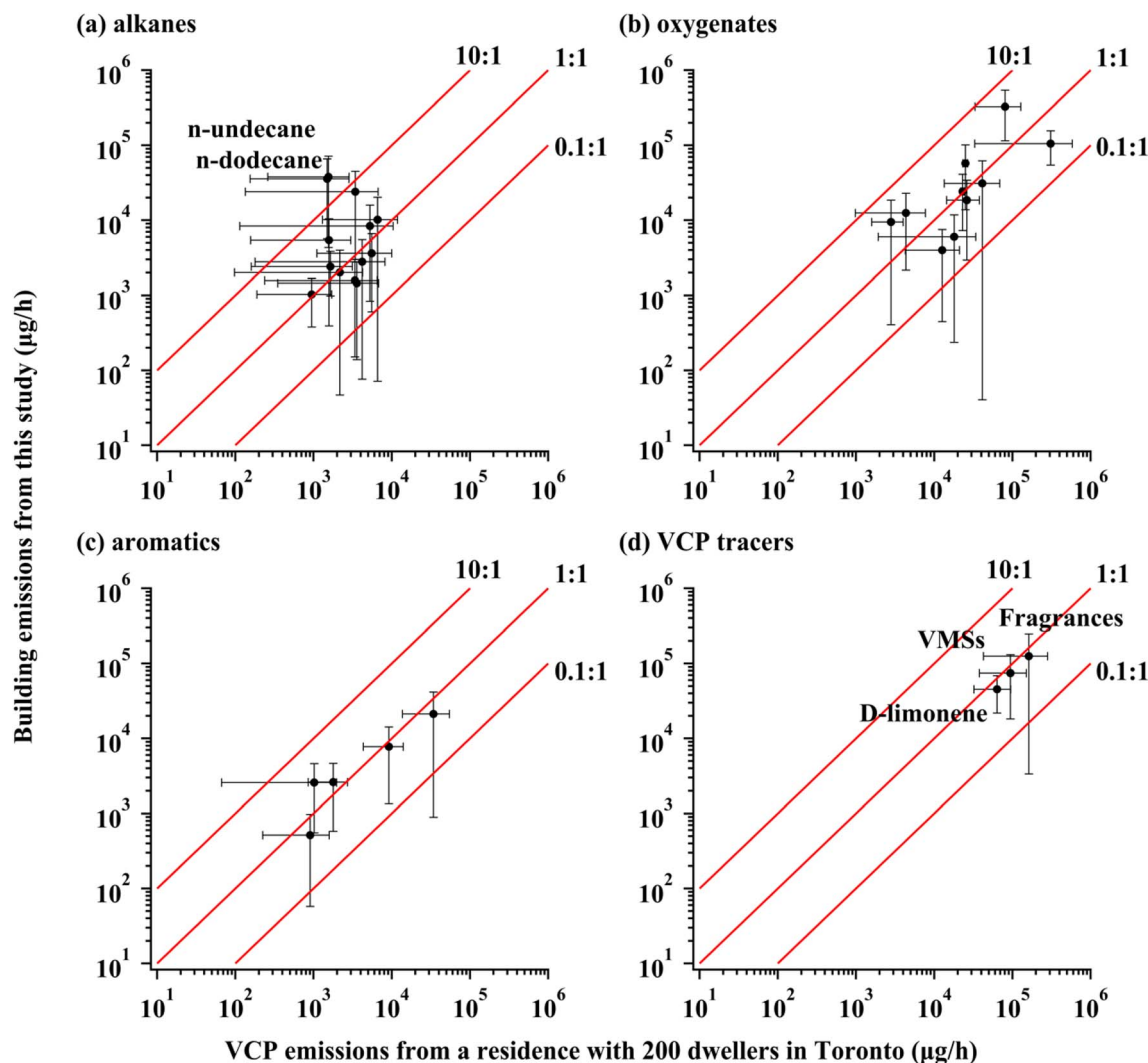 (a) alkanes
10:1
1:1
0.1:1
n-undecane
n-dodecane
10⁶
10⁵
10⁴
10³
10²
10¹
10¹ 10² 10³ 10⁴ 10⁵ 10⁶
(b) oxygenates
10:1
1:1
0.1:1
10⁶
10⁵
10⁴
10³
10²
10¹
10¹ 10² 10³ 10⁴ 10⁵ 10⁶
Building emissions from this study (µg/h)
(c) aromatics
10:1
1:1
0.1:1
10⁶
10⁵
10⁴
10³
10²
10¹
10¹ 10² 10³ 10⁴ 10⁵ 10⁶
(d) VCP tracers
10:1
1:1
0.1:1
Fragrances
VMSs
D-limonene
10⁶
10⁵
10⁴
10³
10²
10¹
10¹ 10² 10³ 10⁴ 10⁵ 10⁶
VCP emissions from a residence with 200 dwellers in Toronto (µg/h)